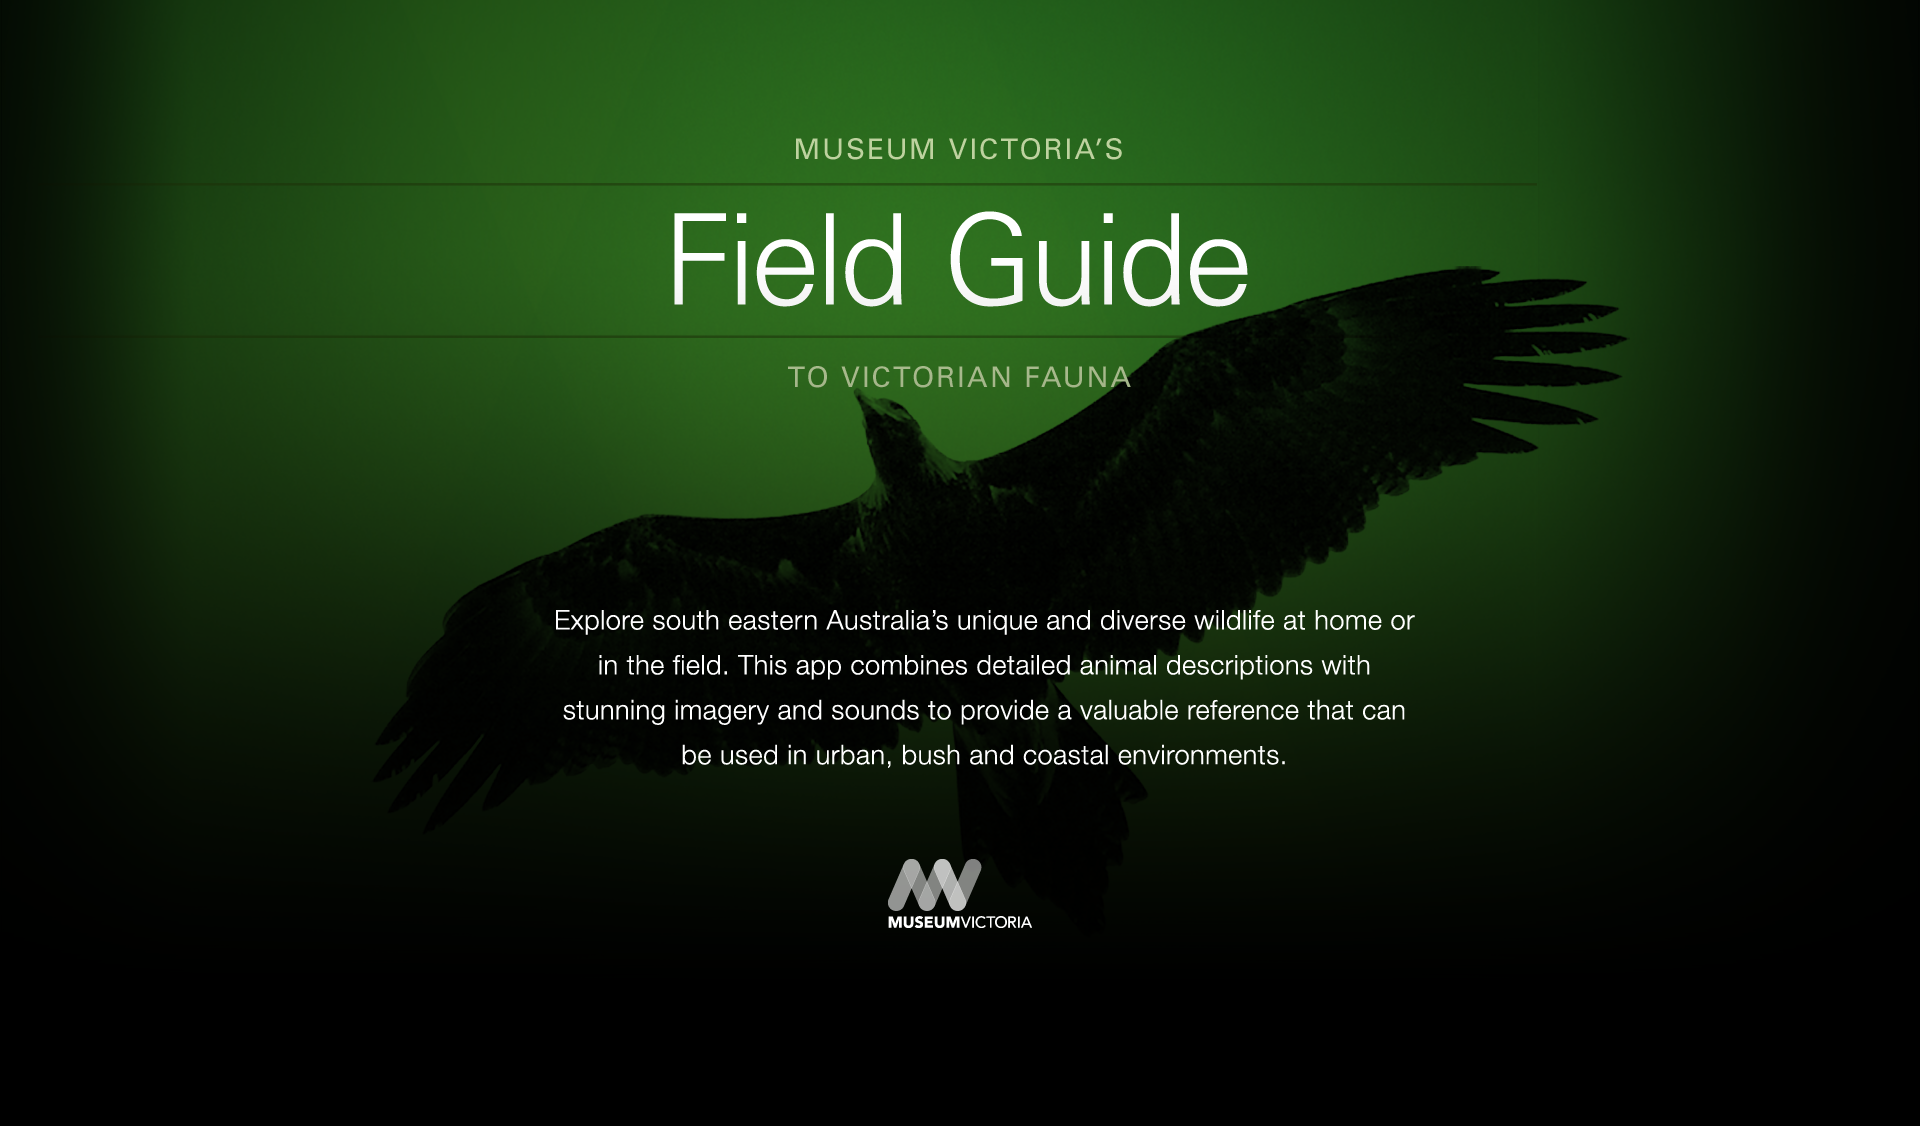 MUSEUM VICTORIA’S
Field Guide
TO VICTORIAN FAUNA
Explore south eastern Australia’s unique and diverse wildlife at home or
in the field. This app combines detailed animal descriptions with
stunning imagery and sounds to provide a valuable reference that can
be used in urban, bush and coastal environments.
MUSEUMVICTORIA